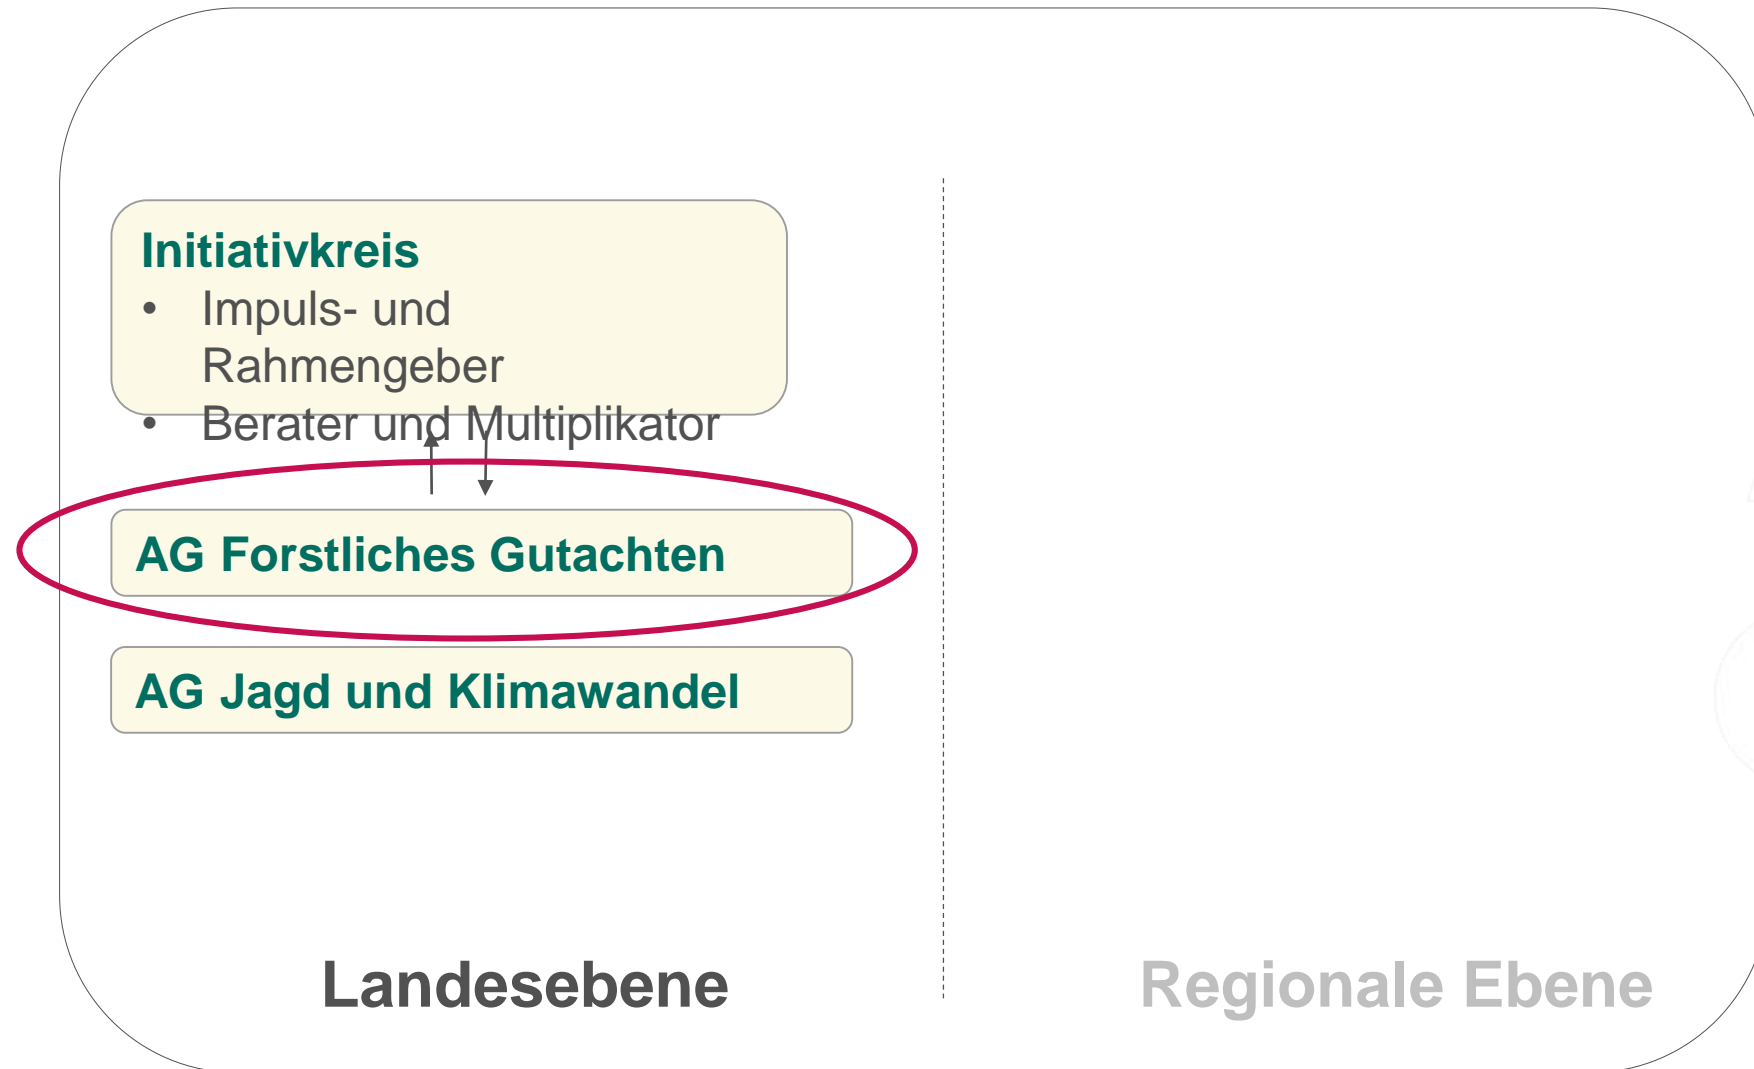 Initiativkreis
• Impuls- und
Rahmengeber
• Berater und Multiplikator
AG Forstliches Gutachten
AG Jagd und Klimawandel
Landesebene
Regionale Ebene